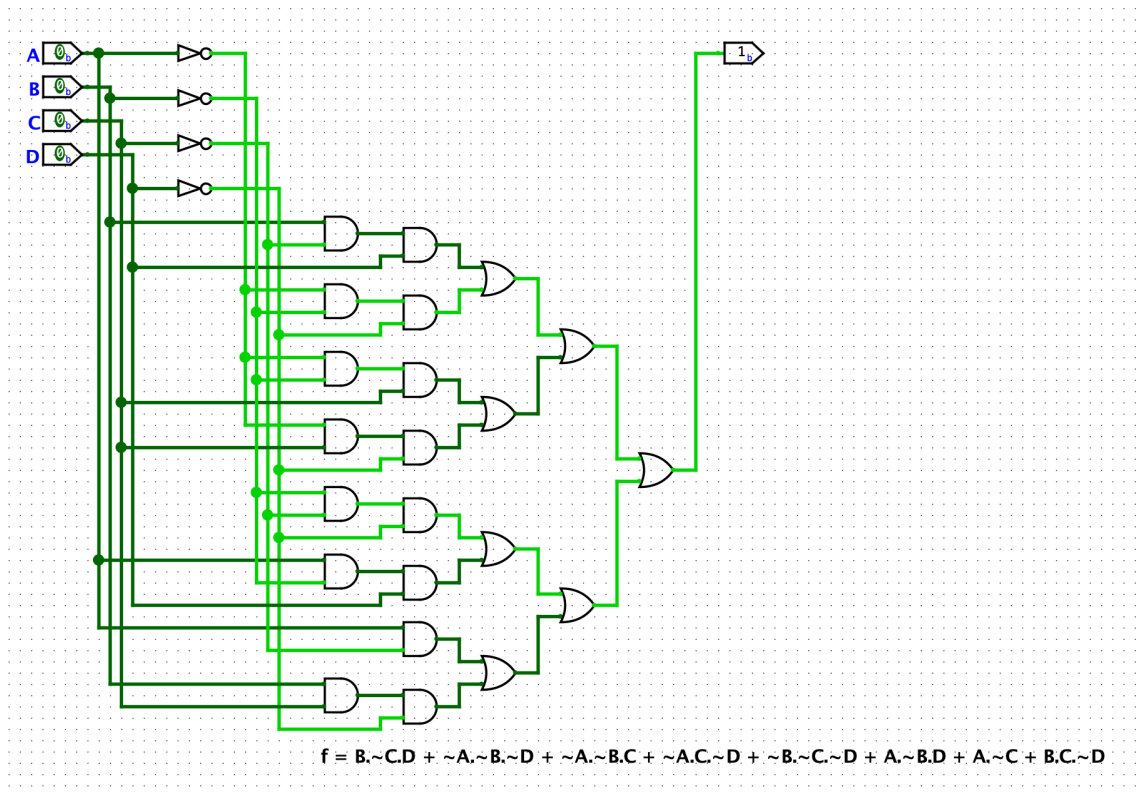 A 0b
1b
B 0b
C 0b
D 0b
f = B.~C.D + ~A.~B.~D + ~A.~B.C + ~A.C.~D + ~B.~C.~D + A.~B.D + A.~C + B.C.~D